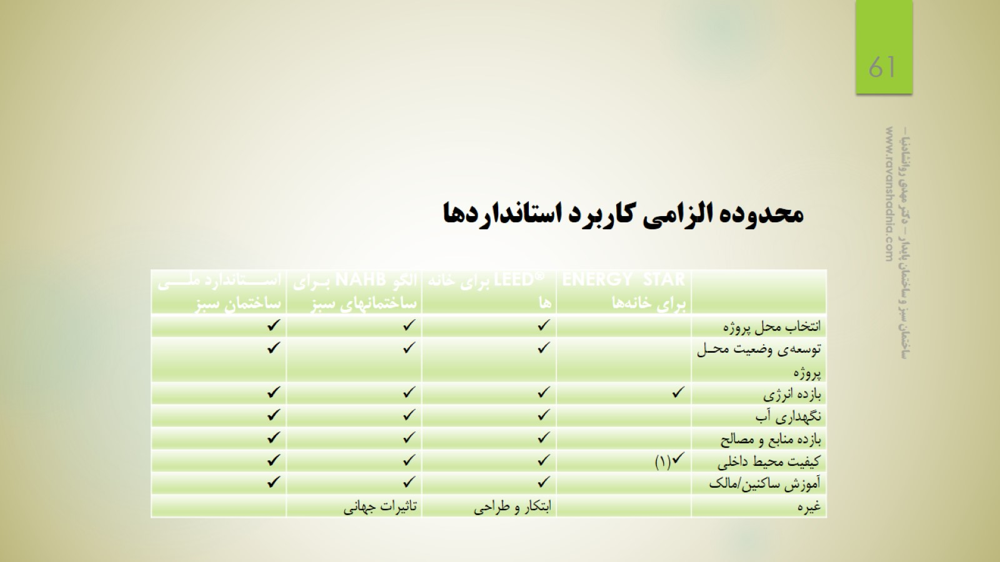 61
ساختمان سبز و ساختمان پایدار – دکتر مهدی روانشادنیا –
www.ravanshadnia.com
محدوده الزامی کاربرد استانداردها
ENERGY STAR برای خانه‌ها
LEED® برای خانه ها
الگو NAHB برای ساختمانهای سبز
استاندارد ملی ساختمان سبز
انتخاب محل پروژه ✓ ✓ ✓
توسعه‌ی وضعیت محل پروژه ✓ ✓ ✓
بازده انرژی ✓ ✓ ✓ ✓
نگهداری آب ✓ ✓ ✓
بازده منابع و مصالح ✓ ✓ ✓
کیفیت محیط داخلی ✓(۱) ✓ ✓ ✓
آموزش ساکنین/مالک ✓ ✓ ✓
غیره ابتکار و طراحی تاثیرات جهانی